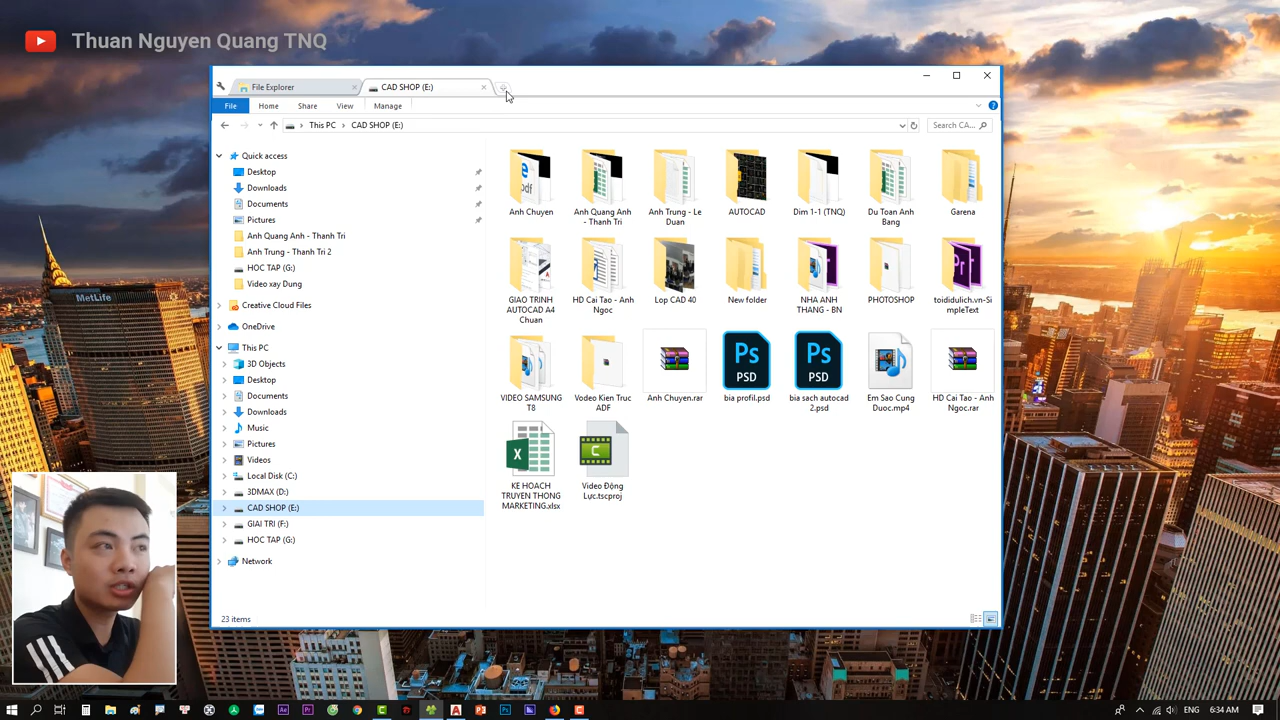 Thuan Nguyen Quang TNQ
File Explorer
CAD SHOP (E:)
File
Home
Share
View
Manage
This PC
CAD SHOP (E:)
Search CA...
Quick access
Desktop
Downloads
Documents
Pictures
Anh Quang Anh - Thanh Tri
Anh Trung - Thanh Tri 2
HOC TAP (G:)
Video xay Dung
Creative Cloud Files
OneDrive
This PC
3D Objects
Desktop
Documents
Downloads
Music
Pictures
Videos
Local Disk (C:)
3DMAX (D:)
CAD SHOP (E:)
GIAI TRI (F:)
HOC TAP (G:)
Network
Anh Chuyen
Anh Quang Anh
- Thanh Tri
Anh Trung - Le
Duan
AUTOCAD
Dim 1-1 (TNQ)
Du Toan Anh
Bang
Garena
GIAO TRINH
AUTOCAD A4
Chuan
HD Cai Tao - Anh
Ngoc
Lop CAD 40
New folder
NHA ANH
THANG - BN
PHOTOSHOP
toididulich.vn-Si
mpleText
VIDEO SAMSUNG
T8
Vodeo Kien Truc
ADF
Anh Chuyen.rar
Ps
PSD
bia profil.psd
Ps
PSD
bia sach autocad
2.psd
Em Sao Cung
Duoc.mp4
HD Cai Tao - Anh
Ngoc.rar
KE HOACH
TRUYEN THONG
MARKETING.xlsx
Video Động
Lực.tscproj
23 items
MetLife
6:34 AM